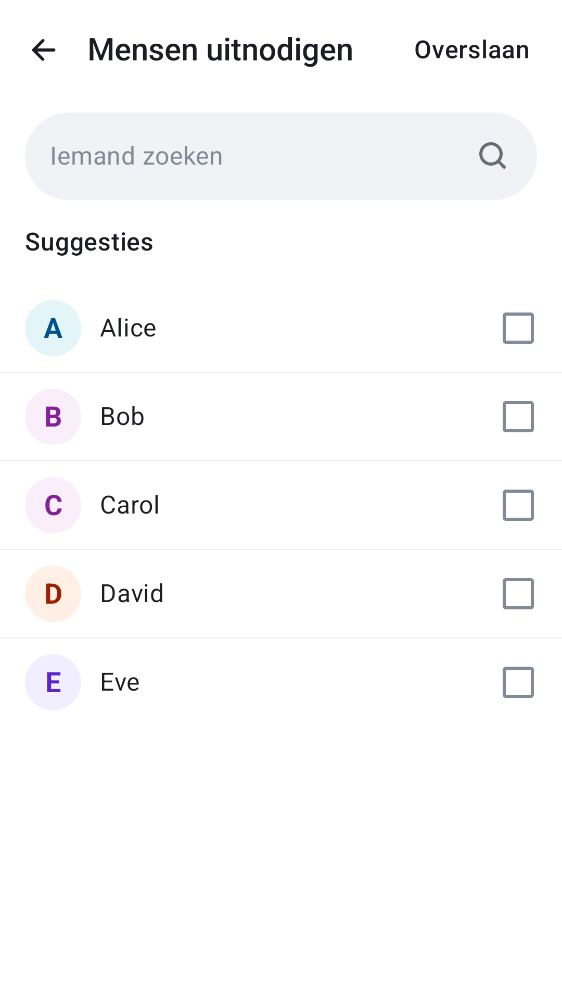 Mensen uitnodigen Overslaan
Iemand zoeken
Suggesties
A Alice
B Bob
C Carol
D David
E Eve